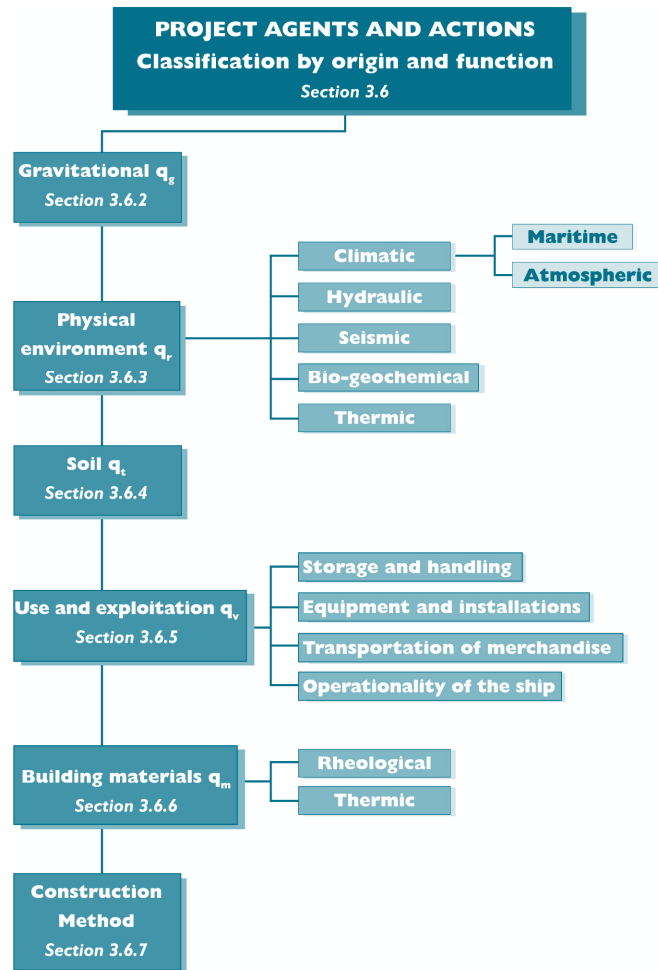 PROJECT AGENTS AND ACTIONS
Classification by origin and function
Section 3.6
Gravitational qg
Section 3.6.2
Physical
environment qr
Section 3.6.3
Climatic
Maritime
Atmospheric
Hydraulic
Seismic
Bio-geochemical
Thermic
Soil qt
Section 3.6.4
Use and exploitation qv
Section 3.6.5
Storage and handling
Equipment and installations
Transportation of merchandise
Operationality of the ship
Building materials qm
Section 3.6.6
Rheological
Thermic
Construction
Method
Section 3.6.7